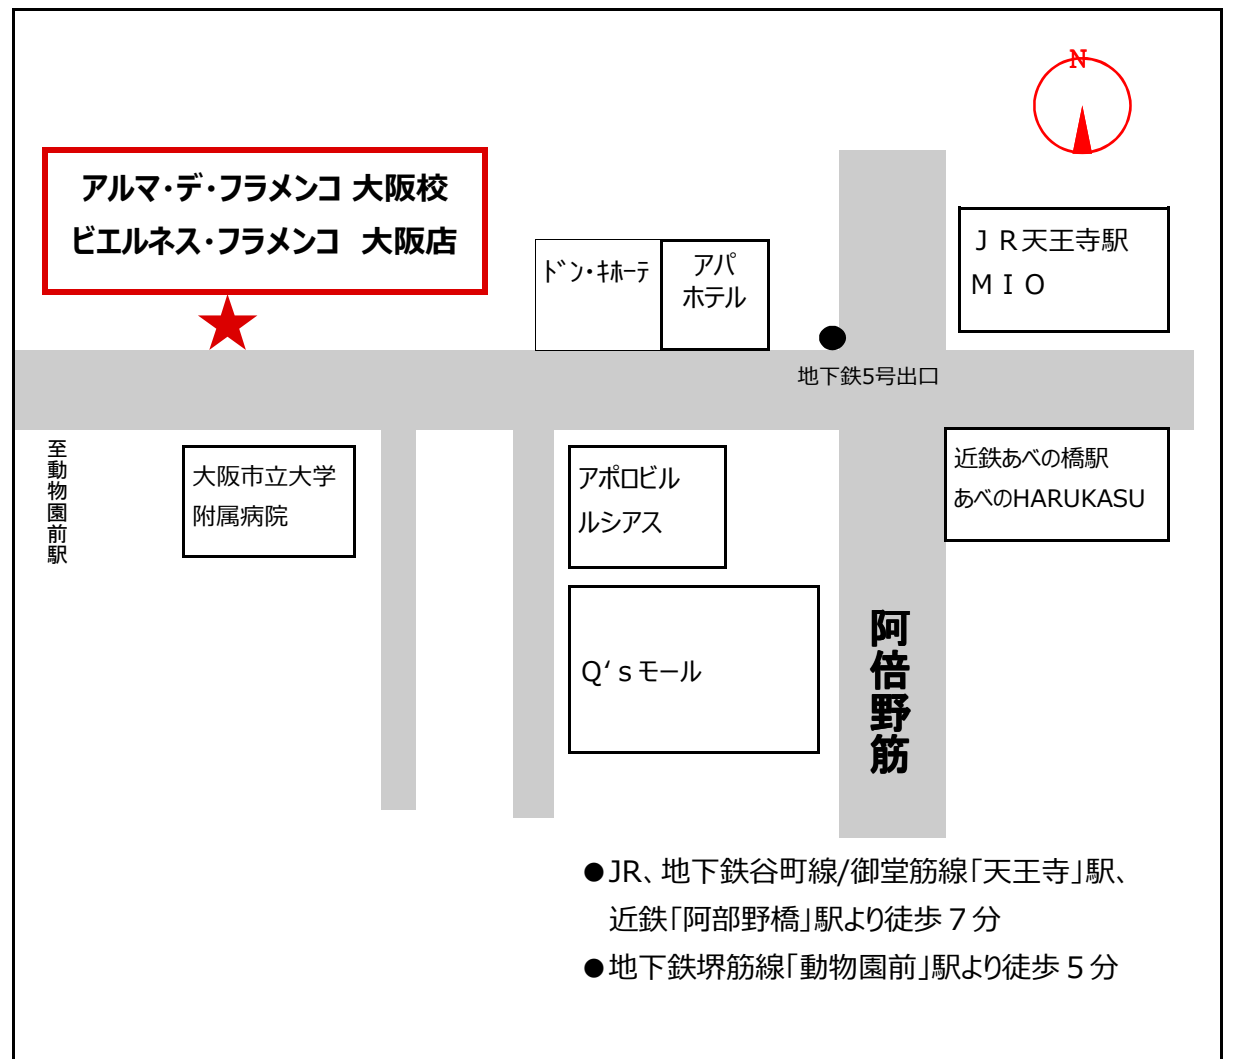 N
アルマ・デ・フラメンコ 大阪校
ビエルネス・フラメンコ 大阪店
ﾄﾞﾝ・ｷﾎｰﾃ
アパ
ホテル
ＪＲ天王寺駅
ＭＩＯ
地下鉄5号出口
至動物園前駅
大阪市立大学
附属病院
アポロビル
ルシアス
近鉄あべの橋駅
あべのHARUKASU
Q‘ｓモール
阿倍野筋
●JR、地下鉄谷町線/御堂筋線「天王寺」駅、
近鉄「阿部野橋」駅より徒歩７分
●地下鉄堺筋線「動物園前」駅より徒歩５分